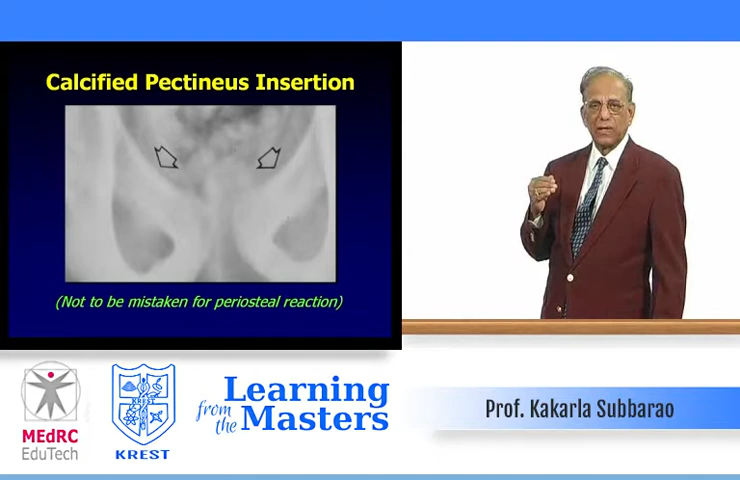 Calcified Pectineus Insertion
(Not to be mistaken for periosteal reaction)
MEdRC
EduTech
KREST
KREST
Learning
from the Masters
Prof. Kakarla Subbarao